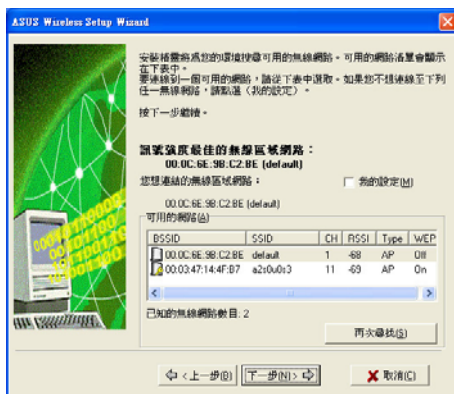 ASUS Wireless Setup Wizard
安裝精靈將為您的環境搜尋可用的無線網路。可用的網路清單會顯示
在下表中。
要連線到一個可用的網路，請從下表中選取。如果您不想連線至下列
任一無線網路，請點選（我的設定）。
按下一步繼續。
訊號強度最佳的無線區域網路：
00:0C:6E:9B:C2:BE (default)
您想連結的無線區域網路： 我的設定(M)
00:0C:6E:9B:C2:BE (default)
可用的網路(A)
BSSID SSID CH RSSI Type WEP
00:0C:6E:9B:C2:BE default 1 -68 AP Off
00:03:47:14:4F:B7 a2s0u0s3 11 -69 AP On
已知的無線網路數目: 2
再次尋找(S)
<上一步(B) 下一步(N)> 取消(C)